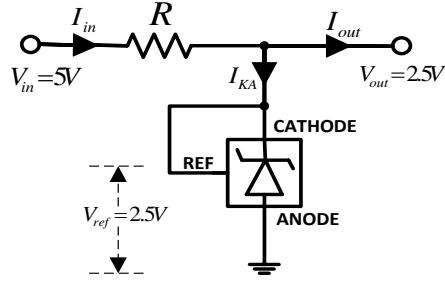 I_in
R
I_out
V_in = 5V
I_KA
V_out = 2.5V
CATHODE
REF
V_ref = 2.5V
ANODE